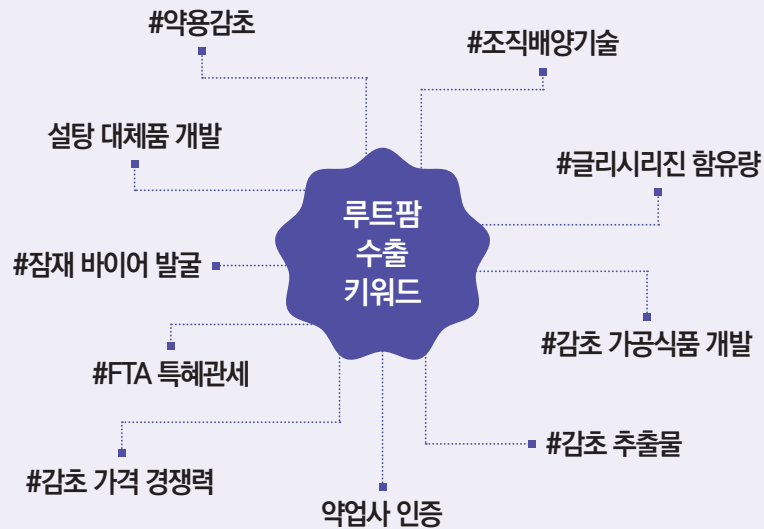 #약용감초
#조직배양기술
설탕 대체품 개발
#글리시리진 함유량
루트팜
수출
키워드
#잠재 바이어 발굴
#감초 가공식품 개발
#FTA 특혜관세
#감초 추출물
#감초 가격 경쟁력
약업사 인증